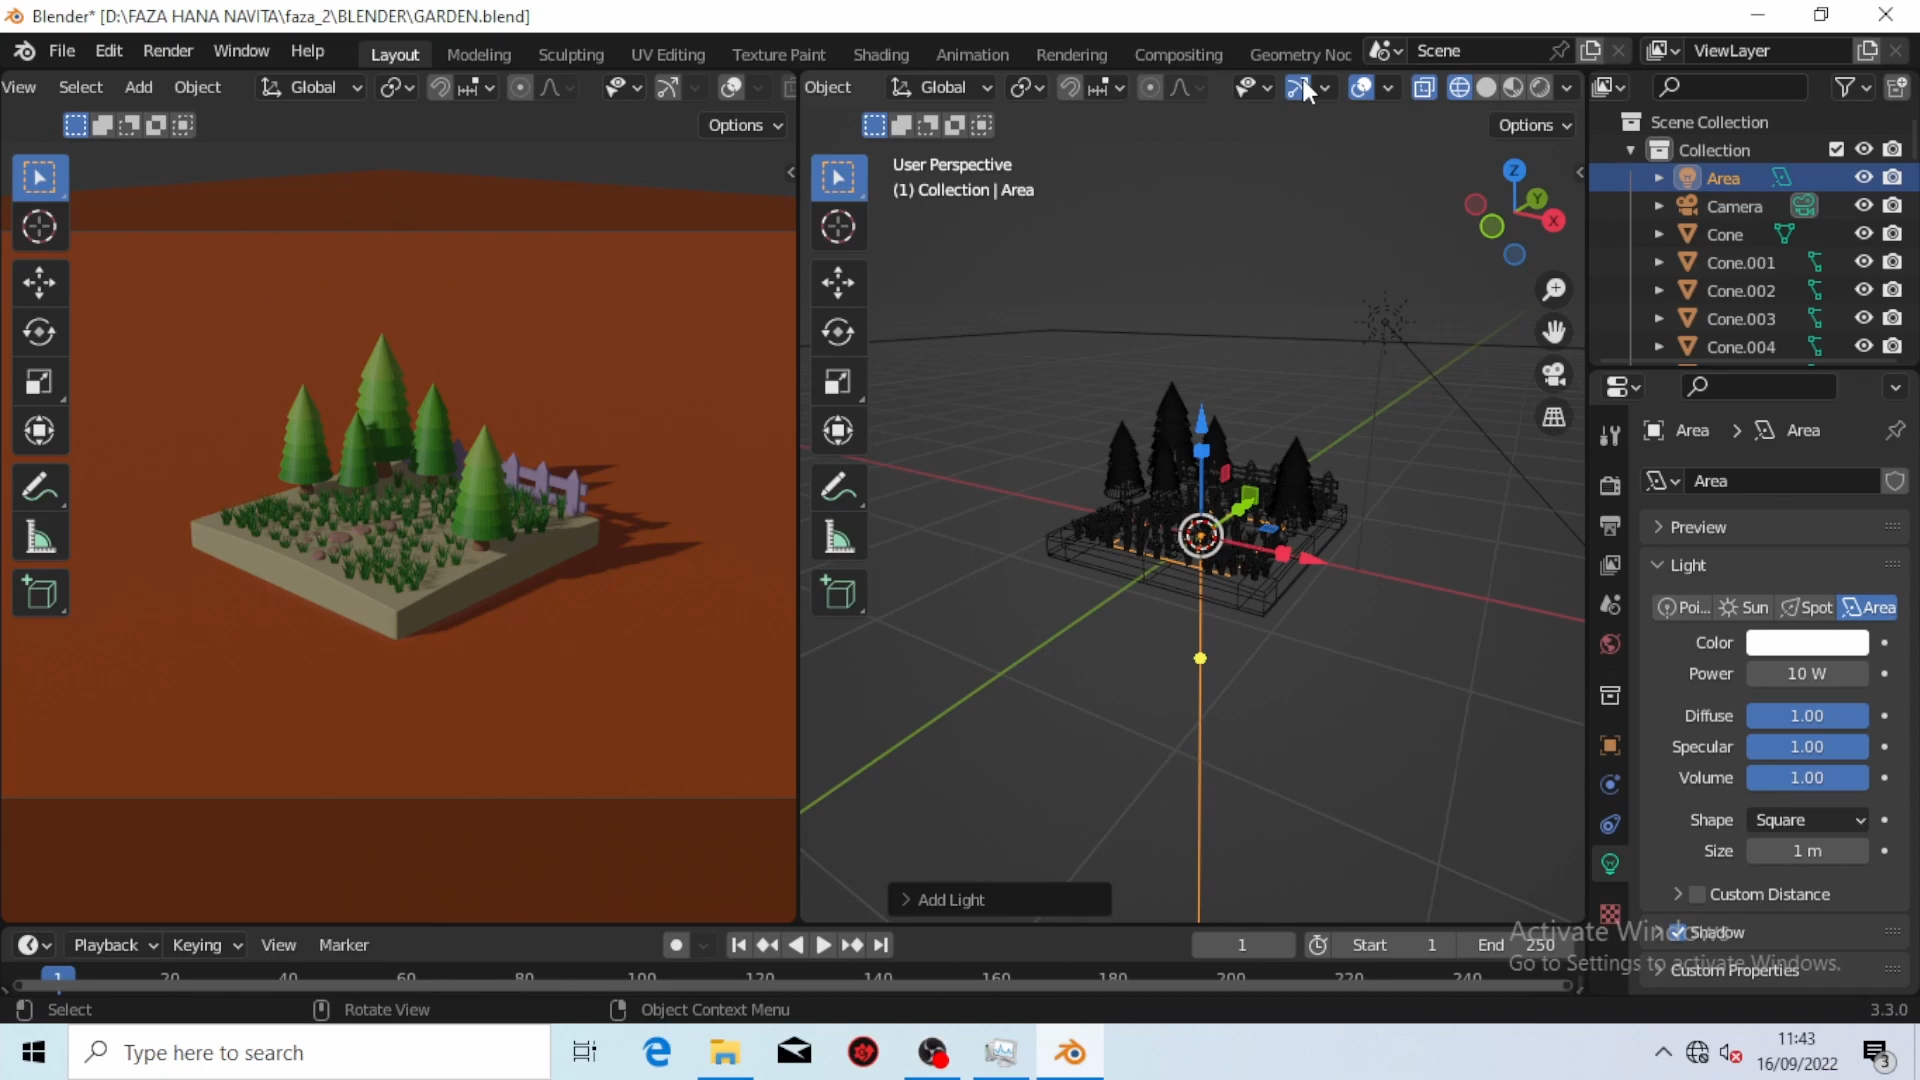 Blender* [D:\FAZA HANA NAVITA\faza_2\BLENDER\GARDEN.blend]
File Edit Render Window Help Layout Modeling Sculpting UV Editing Texture Paint Shading Animation Rendering Compositing Geometry Noc Scene ViewLayer
View Select Add Object Global Object Global
Options Options
User Perspective
(1) Collection | Area
Z
Y
X
Scene Collection
Collection
Area
Camera
Cone
Cone.001
Cone.002
Cone.003
Cone.004
Area > Area
Area
Preview
Light
Poi... Sun Spot Area
Color
Power 10 W
Diffuse 1.00
Specular 1.00
Volume 1.00
Shape Square
Size 1 m
Custom Distance
Shadow
Custom Properties
Add Light
Activate Windows
Go to Settings to activate Windows.
Playback Keying View Marker 1 Start 1 End 250
1 20 40 60 80 100 120 140 160 180 200 220 240
Select Rotate View Object Context Menu 3.3.0
Type here to search
11:43
16/09/2022
3